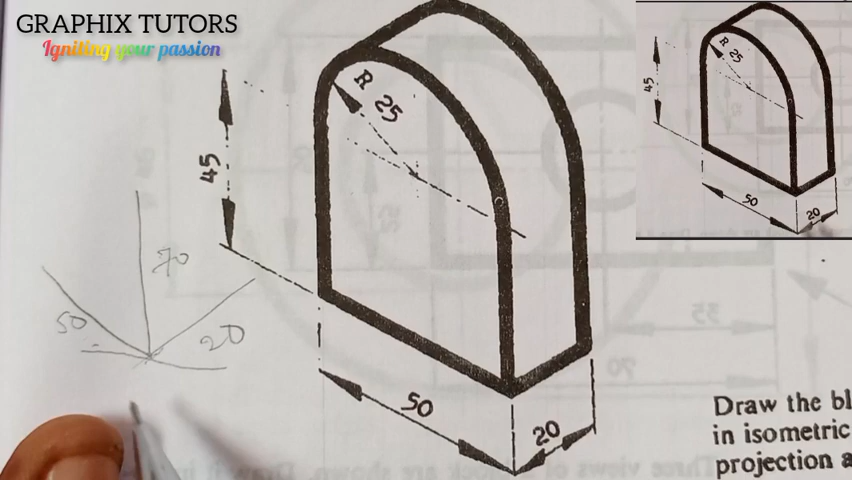 GRAPHIX TUTORS
Igniting your passion
R 25
45
50
20
70
50
20
R 25
45
50
20
Draw the bl
in isometric
projection a